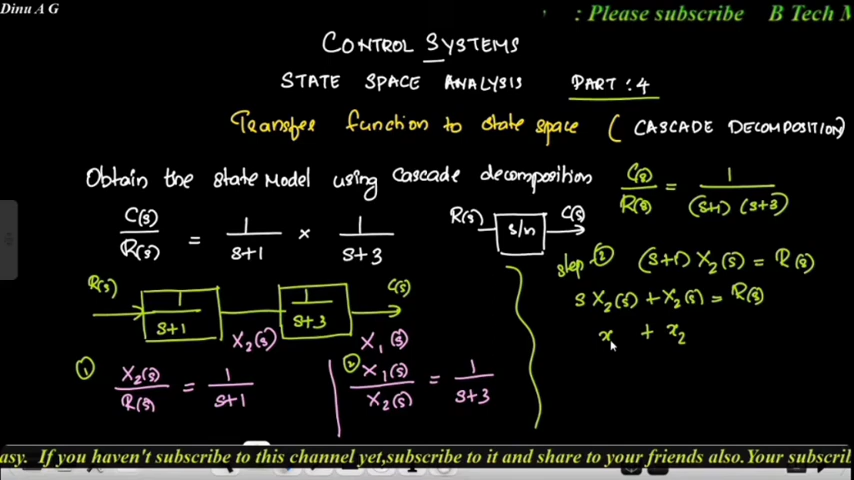 Dinu A G
: Please subscribe B Tech M
CONTROL SYSTEMS
STATE SPACE ANALYSIS PART : 4
Transfer function to state space ( CASCADE DECOMPOSITION)
Obtain the state Model using Cascade decomposition
C(s)/R(s) = 1/((s+1) (s+3))
C(s)/R(s) = 1/(s+1) × 1/(s+3)
R(s) s/n C(s)
R(s) 1/(s+1) X₂(s) 1/(s+3) C(s)
X₁(s)
① X₂(s)/R(s) = 1/(s+1)
② X₁(s)/X₂(s) = 1/(s+3)
step ② (s+1) X₂(s) = R(s)
s X₂(s) + X₂(s) = R(s)
x + x₂
asy. If you haven't subscribe to this channel yet,subscribe to it and share to your friends also.Your subscrib